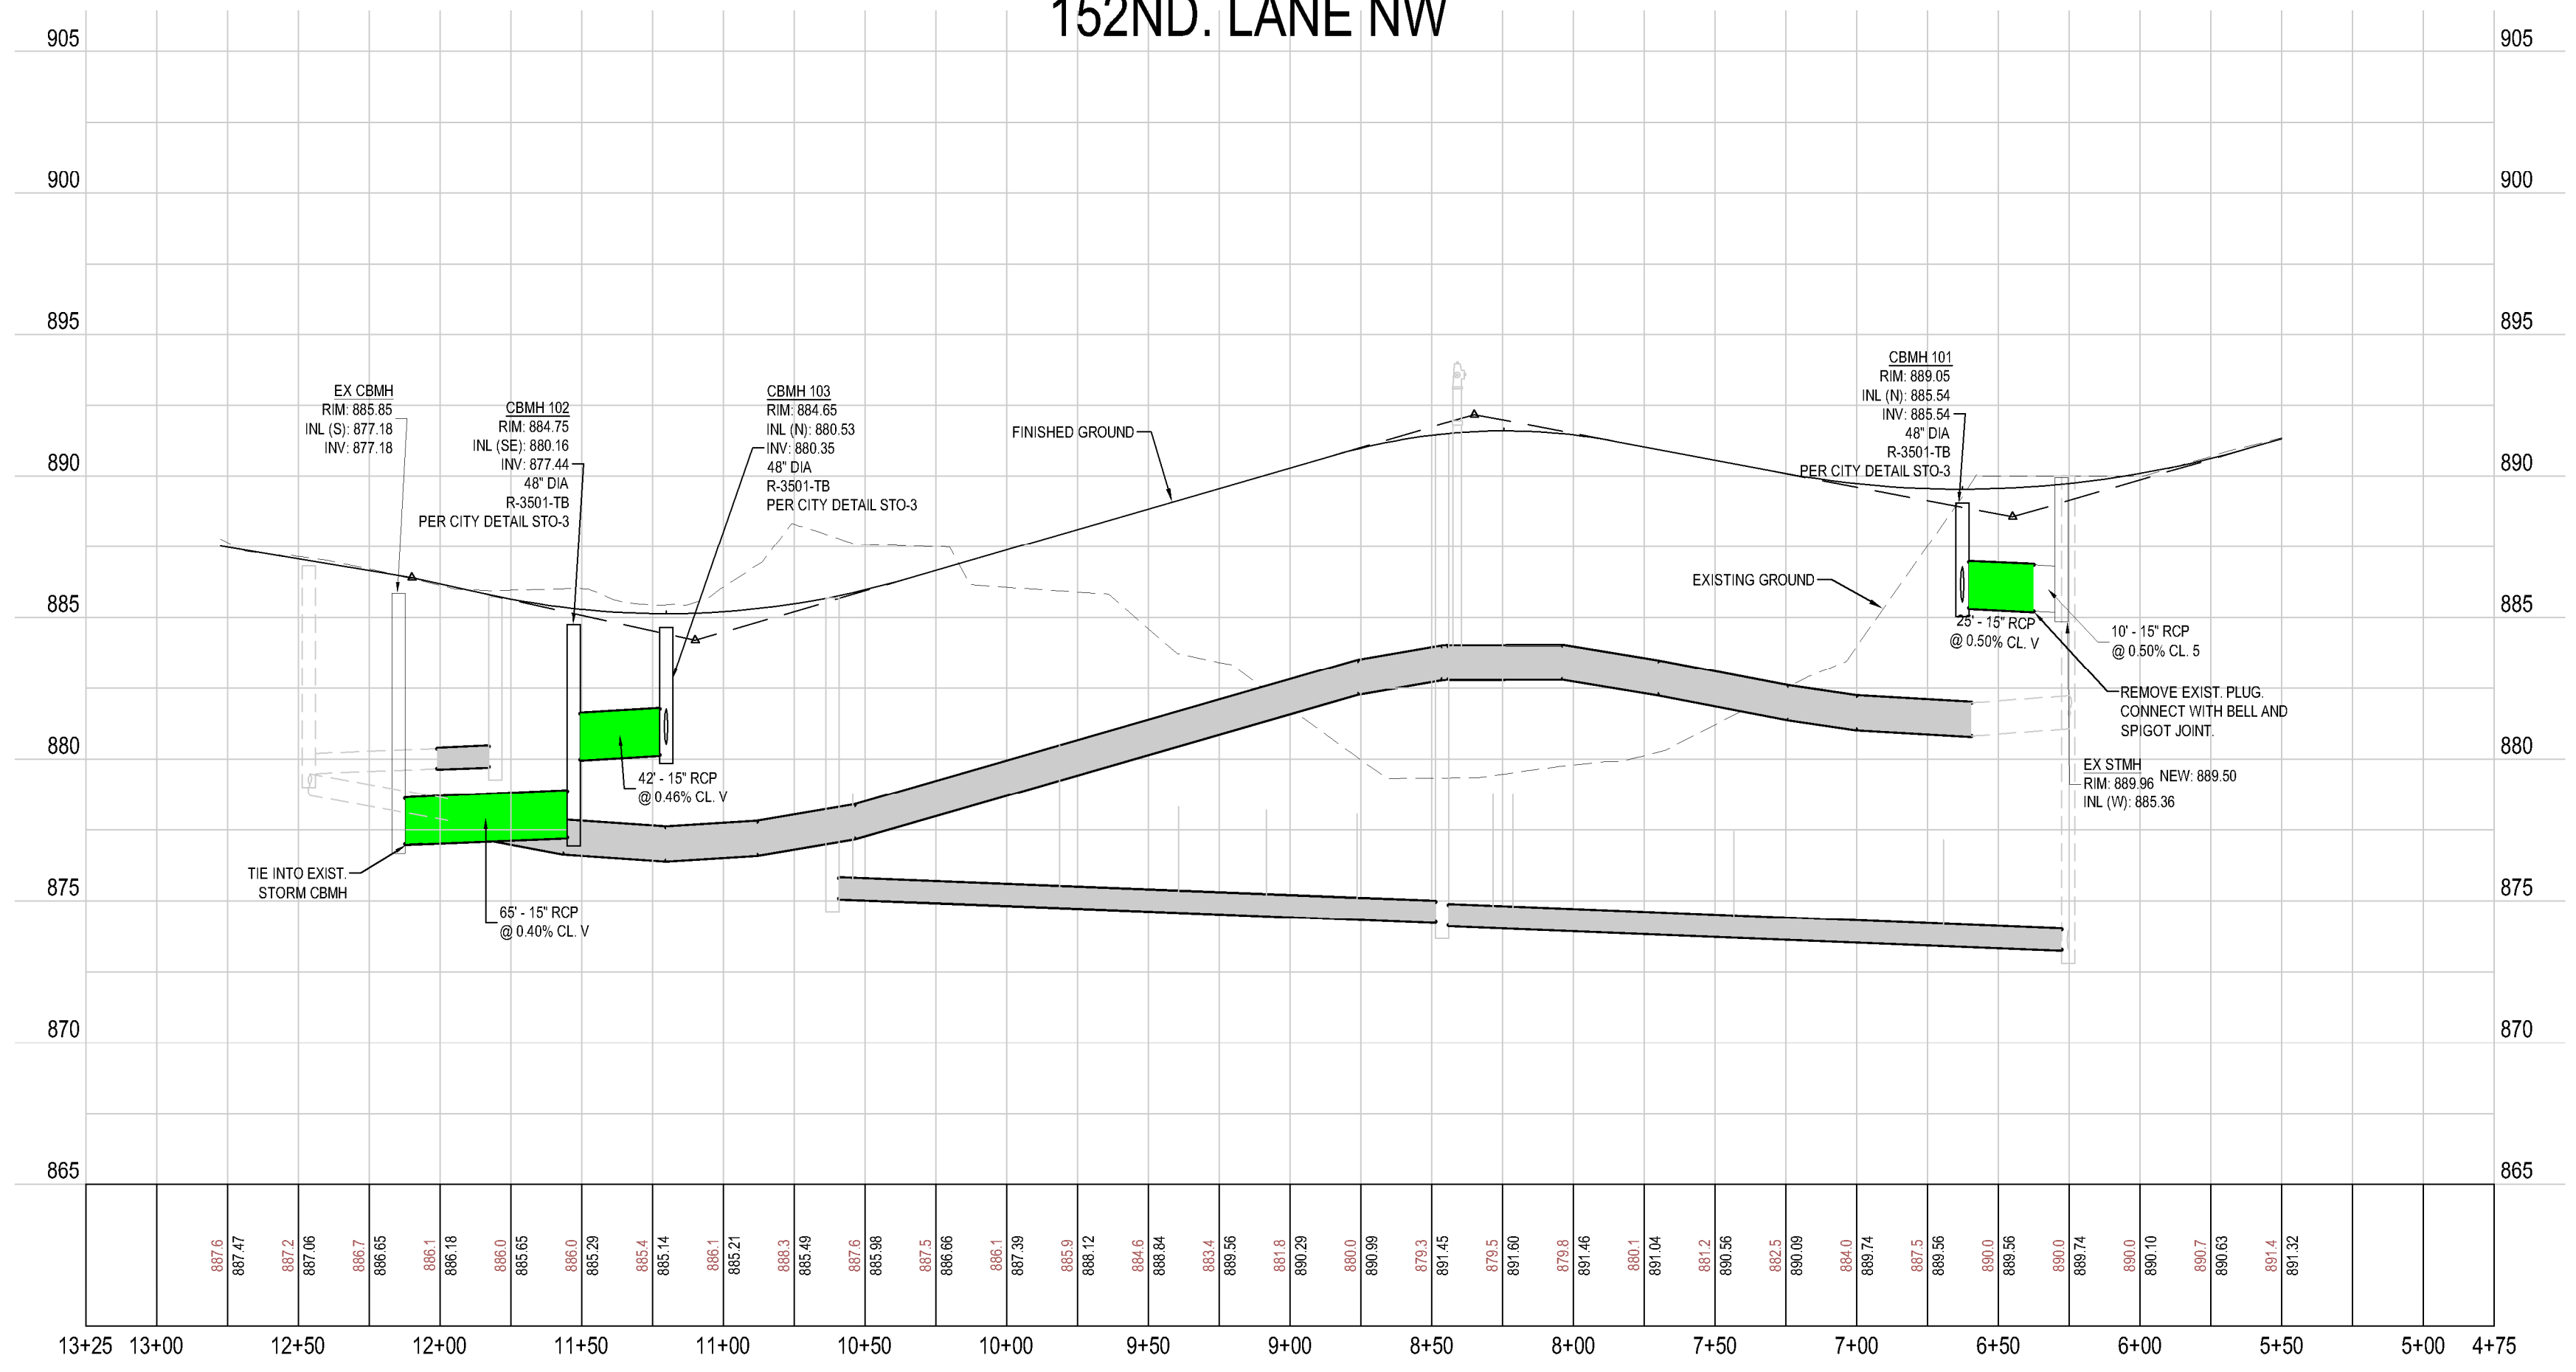 152ND. LANE NW
905
905
900
900
895
895
890
890
885
885
880
880
875
875
870
870
865
865
EX CBMH
RIM: 885.85
INL (S): 877.18
INV: 877.18
CBMH 102
RIM: 884.75
INL (SE): 880.16
INV: 877.44
48" DIA
R-3501-TB
PER CITY DETAIL STO-3
CBMH 103
RIM: 884.65
INL (N): 880.53
INV: 880.35
48" DIA
R-3501-TB
PER CITY DETAIL STO-3
FINISHED GROUND
CBMH 101
RIM: 889.05
INL (N): 885.54
INV: 885.54
48" DIA
R-3501-TB
PER CITY DETAIL STO-3
EXISTING GROUND
25' - 15" RCP
@ 0.50% CL. V
10' - 15" RCP
@ 0.50% CL. 5
REMOVE EXIST. PLUG.
CONNECT WITH BELL AND
SPIGOT JOINT.
EX STMH
RIM: 889.96 NEW: 889.50
INL (W): 885.36
42' - 15" RCP
@ 0.46% CL. V
TIE INTO EXIST.
STORM CBMH
65' - 15" RCP
@ 0.40% CL. V
887.6
887.47
887.2
887.06
886.7
886.65
886.1
886.18
886.0
885.65
886.0
885.29
885.4
885.14
886.1
885.21
888.3
885.49
887.6
885.98
887.5
886.66
886.1
887.39
885.9
888.12
884.6
888.84
883.4
889.56
881.8
890.29
880.0
890.99
879.3
891.45
879.5
891.60
879.8
891.46
880.1
891.04
881.2
890.56
882.5
890.09
884.0
889.74
887.5
889.56
890.0
889.56
890.0
889.74
890.0
890.10
890.7
890.63
891.4
891.32
13+25 13+00 12+50 12+00 11+50 11+00 10+50 10+00 9+50 9+00 8+50 8+00 7+50 7+00 6+50 6+00 5+50 5+00 4+75